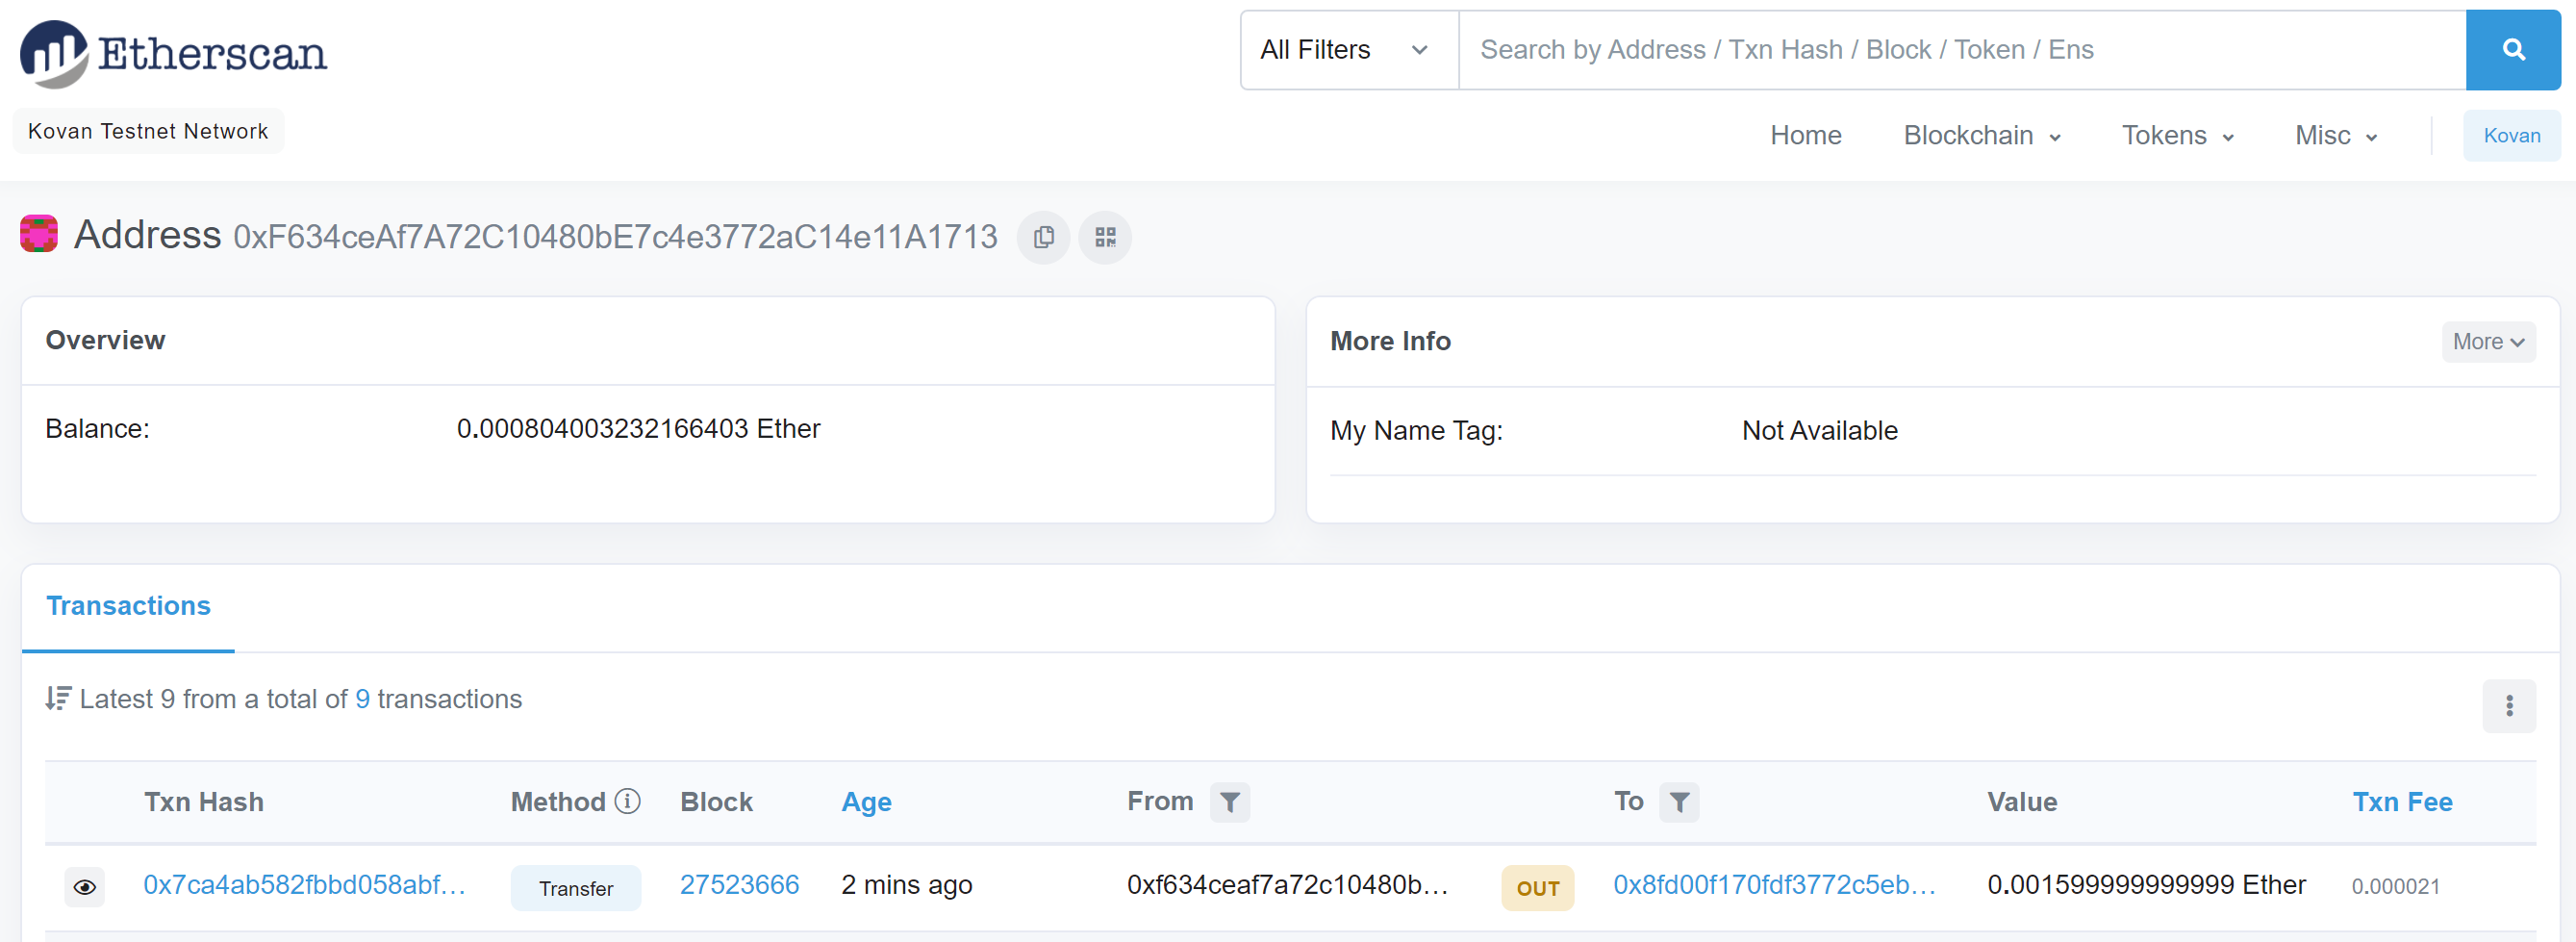 Etherscan
All Filters
Search by Address / Txn Hash / Block / Token / Ens
Kovan Testnet Network
Home Blockchain Tokens Misc Kovan
Address 0xF634ceAf7A72C10480bE7c4e3772aC14e11A1713
Overview
Balance: 0.000804003232166403 Ether
More Info More
My Name Tag: Not Available
Transactions
Latest 9 from a total of 9 transactions
Txn Hash Method Block Age From To Value Txn Fee
0x7ca4ab582fbbd058abf... Transfer 27523666 2 mins ago 0xf634ceaf7a72c10480b... OUT 0x8fd00f170fdf3772c5eb... 0.001599999999999 Ether 0.000021